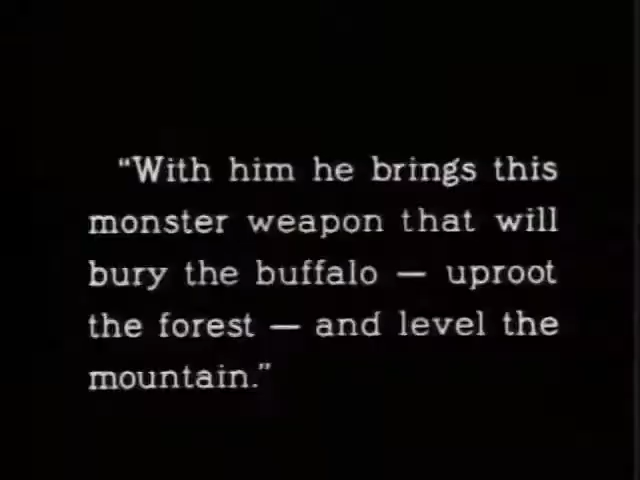 “With him he brings this
monster weapon that will
bury the buffalo — uproot
the forest — and level the
mountain.”